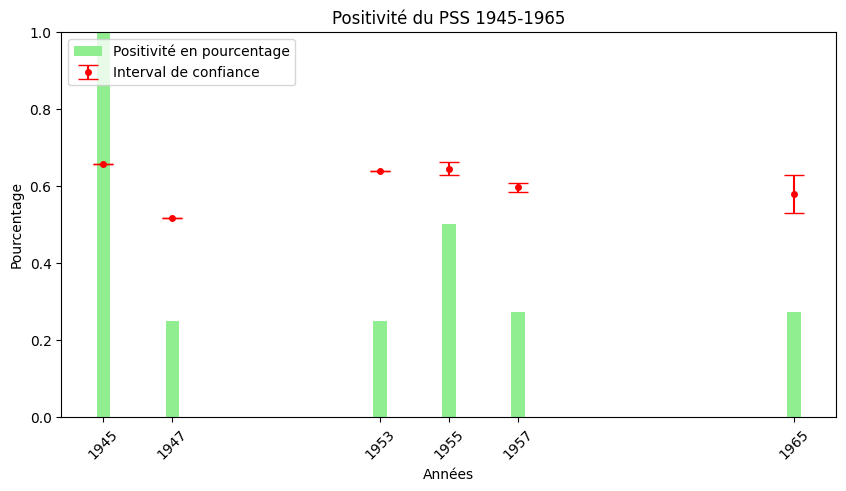 Positivité du PSS 1945-1965
Positivité en pourcentage
Interval de confiance
1.0
0.8
0.6
0.4
0.2
0.0
Pourcentage
1945
1947
1953
1955
1957
1965
Années